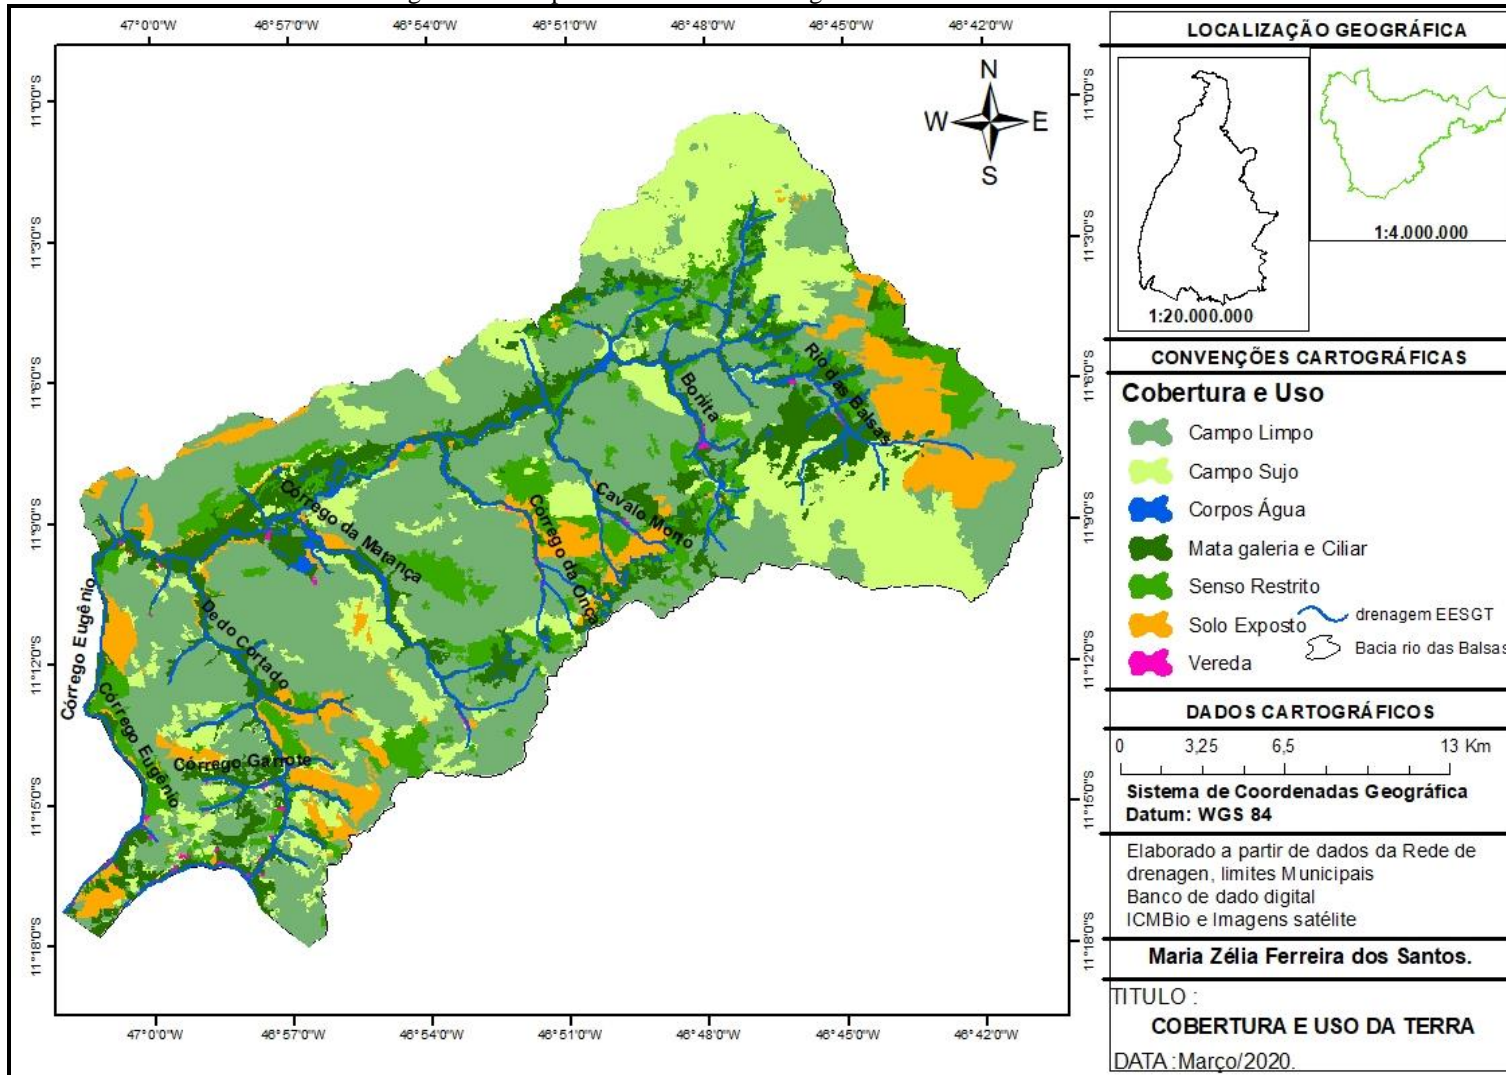 47°0'0"W 46°57'0"W 46°54'0"W 46°51'0"W 46°48'0"W 46°45'0"W 46°42'0"W
11°0'0"S
11°3'0"S
11°6'0"S
11°9'0"S
11°12'0"S
11°15'0"S
11°18'0"S
N
W E
S
Rio das Balsas
Bonita
Cavalo Morto
Córrego da Onça
Córrego da Matança
Dedo Cortado
Córrego Eugênio
Córrego Eugênio
Córrego Garrote
11°0'0"S
11°3'0"S
11°6'0"S
11°9'0"S
11°12'0"S
11°15'0"S
11°18'0"S
47°0'0"W 46°57'0"W 46°54'0"W 46°51'0"W 46°48'0"W 46°45'0"W 46°42'0"W
LOCALIZAÇÃO GEOGRÁFICA
1:20.000.000
1:4.000.000
CONVENÇÕES CARTOGRÁFICAS
Cobertura e Uso
Campo Limpo
Campo Sujo
Corpos Água
Mata galeria e Ciliar
Senso Restrito
Solo Exposto
Vereda
drenagem EESGT
Bacia rio das Balsas
DADOS CARTOGRÁFICOS
0 3,25 6,5 13 Km
Sistema de Coordenadas Geográfica
Datum: WGS 84
Elaborado a partir de dados da Rede de
drenagen, limites Municipais
Banco de dado digital
ICMBio e Imagens satélite
Maria Zélia Ferreira dos Santos.
TITULO :
COBERTURA E USO DA TERRA
DATA :Março/2020.